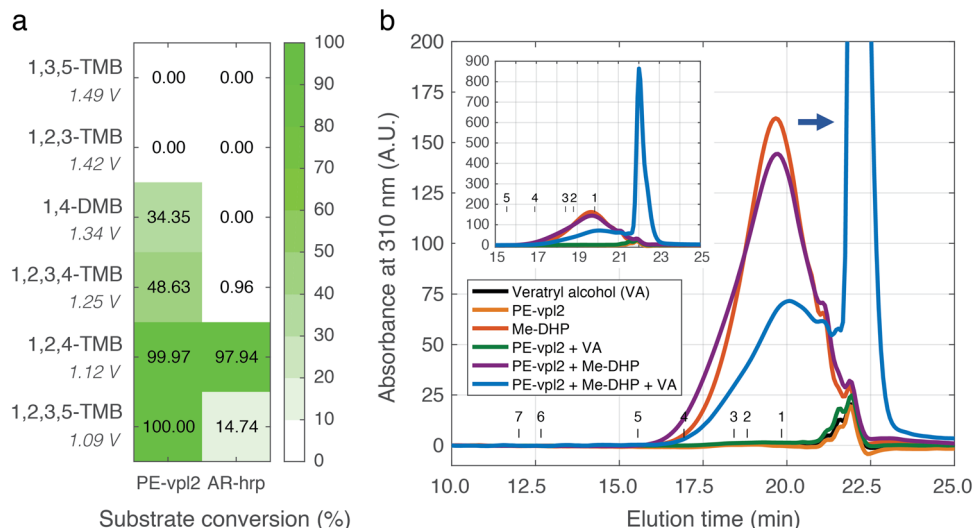 a
1,3,5-TMB
1.49 V
0.00 0.00
1,2,3-TMB
1.42 V
0.00 0.00
1,4-DMB
1.34 V
34.35 0.00
1,2,3,4-TMB
1.25 V
48.63 0.96
1,2,4-TMB
1.12 V
99.97 97.94
1,2,3,5-TMB
1.09 V
100.00 14.74
PE-vpl2 AR-hrp
Substrate conversion (%)
100
90
80
70
60
50
40
30
20
10
0
b
Absorbance at 310 nm (A.U.)
200
175
150
125
100
75
50
25
0
900
800
700
600
500
400
300
200
100
0
5 4 3 2 1
15 17 19 21 23 25
Veratryl alcohol (VA)
PE-vpl2
Me-DHP
PE-vpl2 + VA
PE-vpl2 + Me-DHP
PE-vpl2 + Me-DHP + VA
7 6 5 4 3 2 1
10.0 12.5 15.0 17.5 20.0 22.5 25.0
Elution time (min)